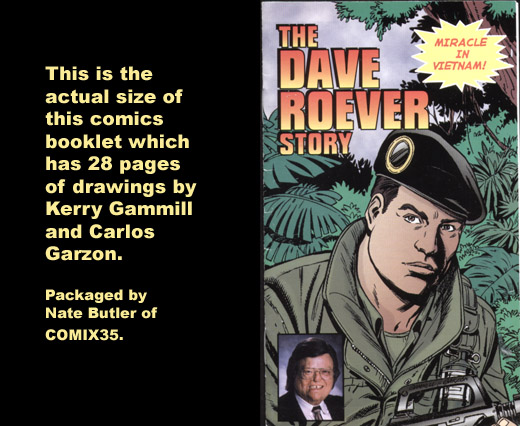 This is the
actual size of
this comics
booklet which
has 28 pages
of drawings by
Kerry Gammill
and Carlos
Garzon.
Packaged by
Nate Butler of
COMIX35.
THE
DAVE
ROEVER
STORY
MIRACLE
IN
VIETNAM!